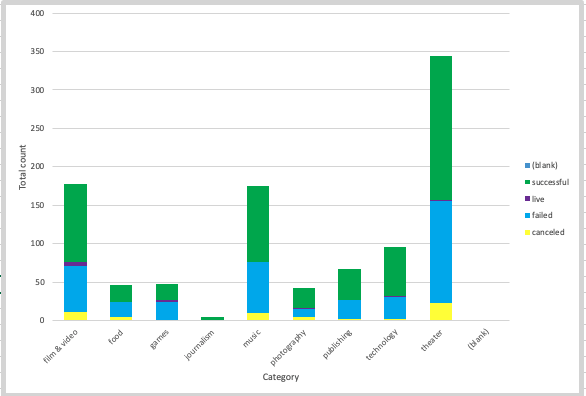 400
350
300
250
200
150
100
50
0
Total count
film & video
food
games
journalism
music
photography
publishing
technology
theater
(blank)
Category
(blank)
successful
live
failed
canceled